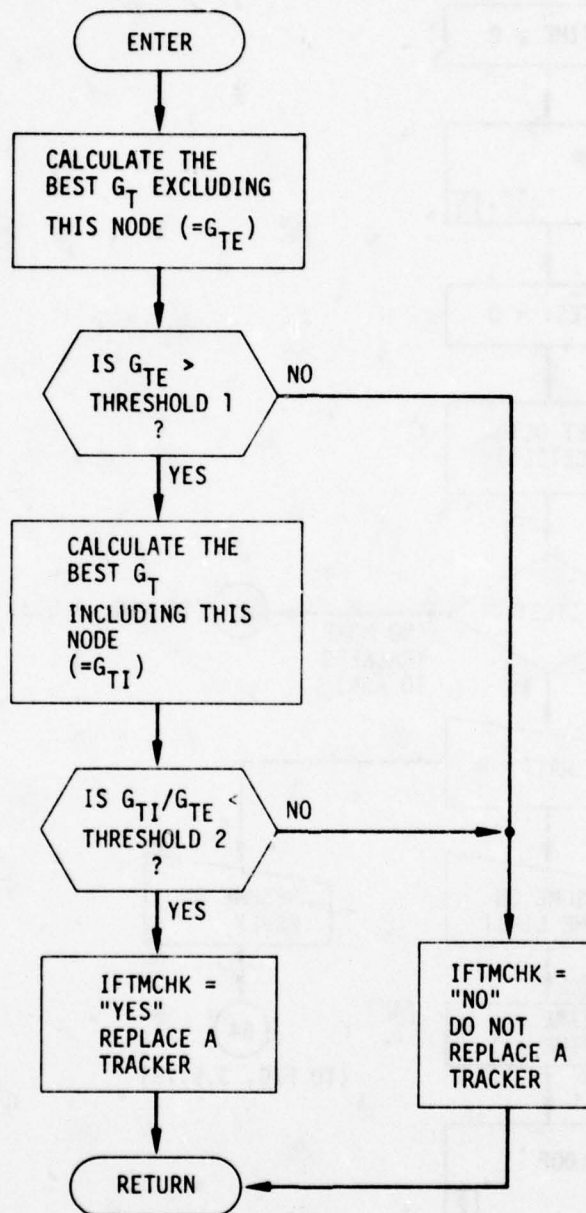 ENTER
CALCULATE THE
BEST G_T EXCLUDING
THIS NODE (=G_TE)
IS G_TE >
THRESHOLD 1
?
NO
YES
CALCULATE THE
BEST G_T
INCLUDING THIS
NODE
(=G_TI)
IS G_TI/G_TE <
THRESHOLD 2
?
NO
YES
IFTMCHK =
"YES"
REPLACE A
TRACKER
IFTMCHK =
"NO"
DO NOT
REPLACE A
TRACKER
RETURN